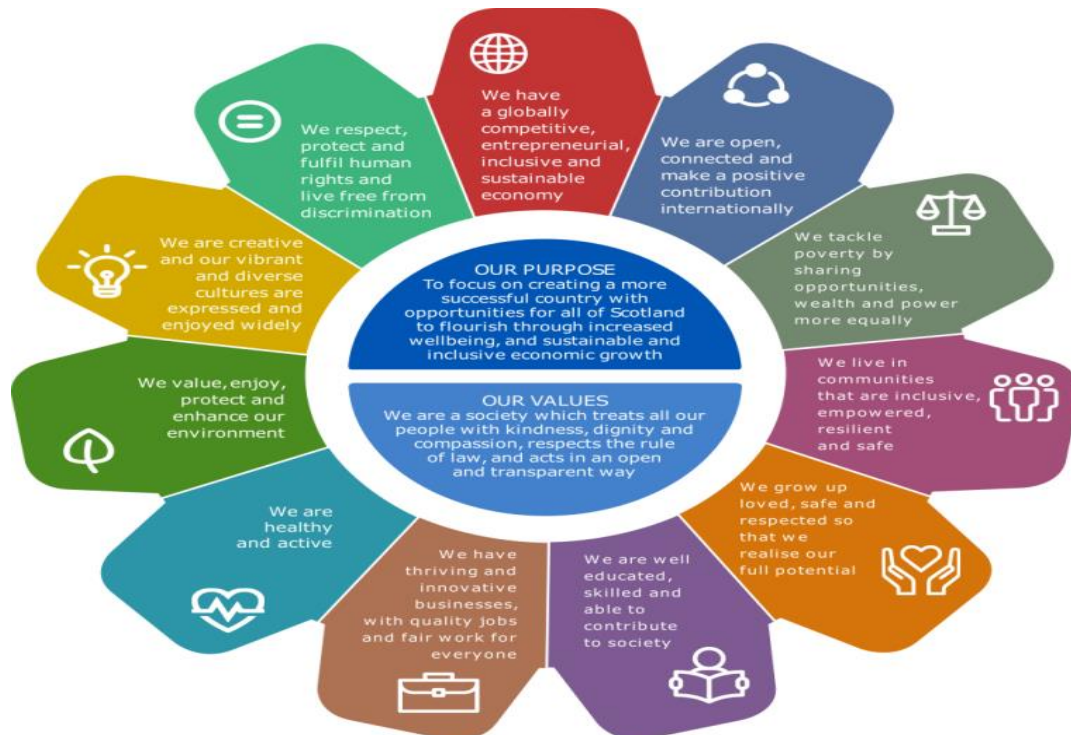 We have
a globally
competitive,
entrepreneurial,
inclusive and
sustainable
economy
We are open,
connected and
make a positive
contribution
internationally
We tackle
poverty by
sharing
opportunities,
wealth and power
more equally
We live in
communities
that are inclusive,
empowered,
resilient
and safe
We grow up
loved, safe and
respected so
that we
realise our
full potential
We are well
educated,
skilled and
able to
contribute
to society
We have
thriving and
innovative
businesses,
with quality jobs
and fair work for
everyone
We are
healthy
and active
We value, enjoy,
protect and
enhance our
environment
We are creative
and our vibrant
and diverse
cultures are
expressed and
enjoyed widely
We respect,
protect and
fulfil human
rights and
live free from
discrimination
OUR PURPOSE
To focus on creating a more
successful country with
opportunities for all of Scotland
to flourish through increased
wellbeing, and sustainable and
inclusive economic growth
OUR VALUES
We are a society which treats all our
people with kindness, dignity and
compassion, respects the rule
of law, and acts in an open
and transparent way